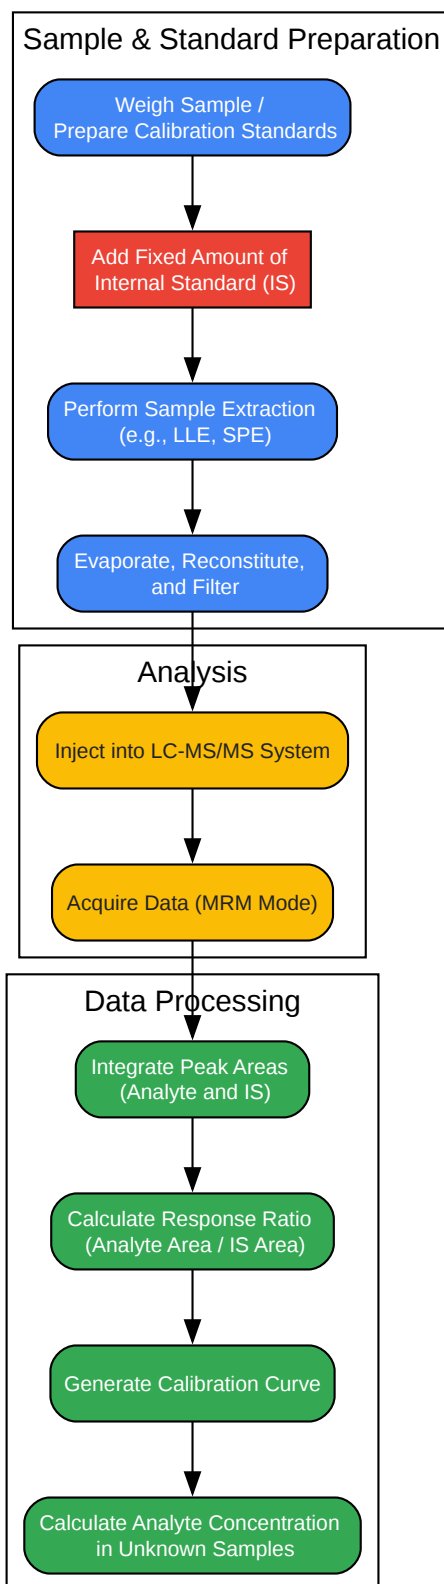 Sample & Standard Preparation
Weigh Sample /
Prepare Calibration Standards
Add Fixed Amount of
Internal Standard (IS)
Perform Sample Extraction
(e.g., LLE, SPE)
Evaporate, Reconstitute,
and Filter
Analysis
Inject into LC-MS/MS System
Acquire Data (MRM Mode)
Data Processing
Integrate Peak Areas
(Analyte and IS)
Calculate Response Ratio
(Analyte Area / IS Area)
Generate Calibration Curve
Calculate Analyte Concentration
in Unknown Samples